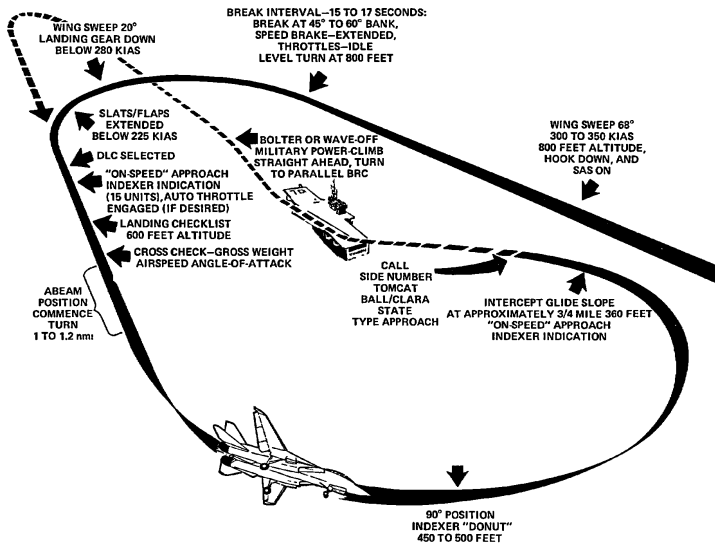 WING SWEEP 20°
LANDING GEAR DOWN
BELOW 280 KIAS
BREAK INTERVAL—15 TO 17 SECONDS:
BREAK AT 45° TO 60° BANK,
SPEED BRAKE—EXTENDED,
THROTTLES—IDLE
LEVEL TURN AT 800 FEET
WING SWEEP 68°
300 TO 350 KIAS
800 FEET ALTITUDE,
HOOK DOWN, AND
SAS ON
SLATS/FLAPS
EXTENDED
BELOW 225 KIAS
BOLTER OR WAVE-OFF
MILITARY POWER-CLIMB
STRAIGHT AHEAD, TURN
TO PARALLEL BRC
DLC SELECTED
"ON-SPEED" APPROACH
INDEXER INDICATION
(15 UNITS), AUTO THROTTLE
ENGAGED (IF DESIRED)
LANDING CHECKLIST
600 FEET ALTITUDE
CROSS CHECK—GROSS WEIGHT
AIRSPEED ANGLE-OF-ATTACK
ABEAM
POSITION
COMMENCE
TURN
1 TO 1.2 nmi
CALL
SIDE NUMBER
TOMCAT
BALL/CLARA
STATE
TYPE APPROACH
INTERCEPT GLIDE SLOPE
AT APPROXIMATELY 3/4 MILE 360 FEET
"ON-SPEED" APPROACH
INDEXER INDICATION
90° POSITION
INDEXER "DONUT"
450 TO 500 FEET